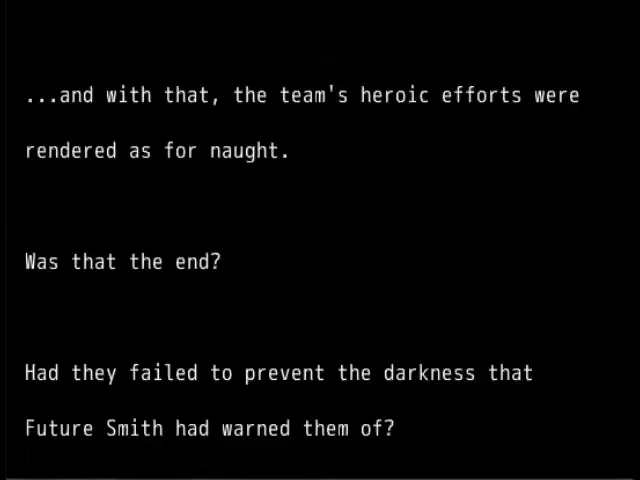 ...and with that, the team's heroic efforts were
rendered as for naught.
Was that the end?
Had they failed to prevent the darkness that
Future Smith had warned them of?